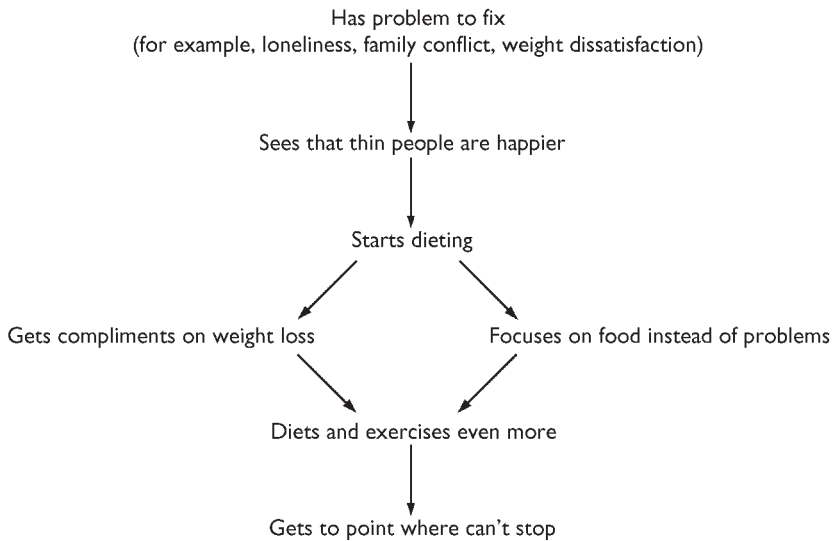 Has problem to fix
(for example, loneliness, family conflict, weight dissatisfaction)
Sees that thin people are happier
Starts dieting
Gets compliments on weight loss
Focuses on food instead of problems
Diets and exercises even more
Gets to point where can't stop